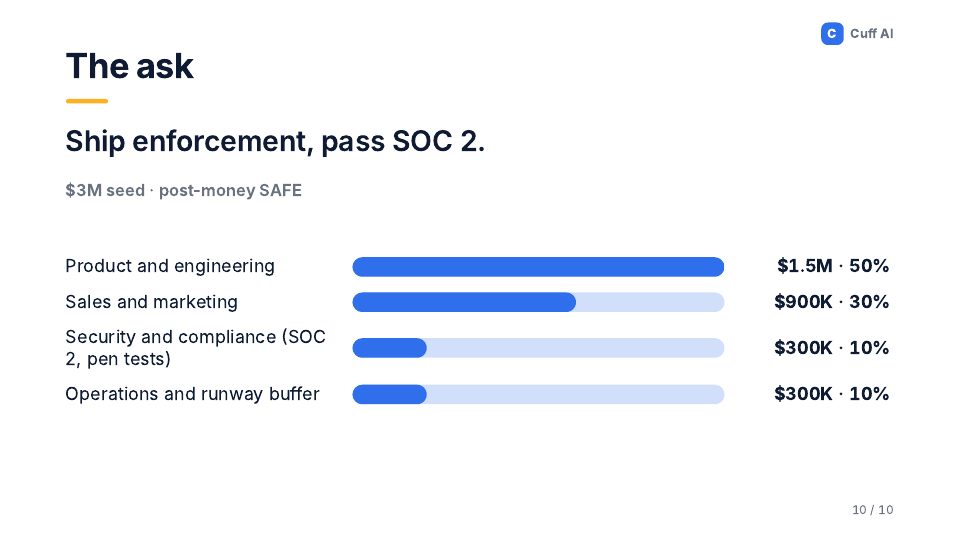 C Cuff AI
The ask
Ship enforcement, pass SOC 2.
$3M seed · post-money SAFE
Product and engineering $1.5M · 50%
Sales and marketing $900K · 30%
Security and compliance (SOC
2, pen tests) $300K · 10%
Operations and runway buffer $300K · 10%
10 / 10